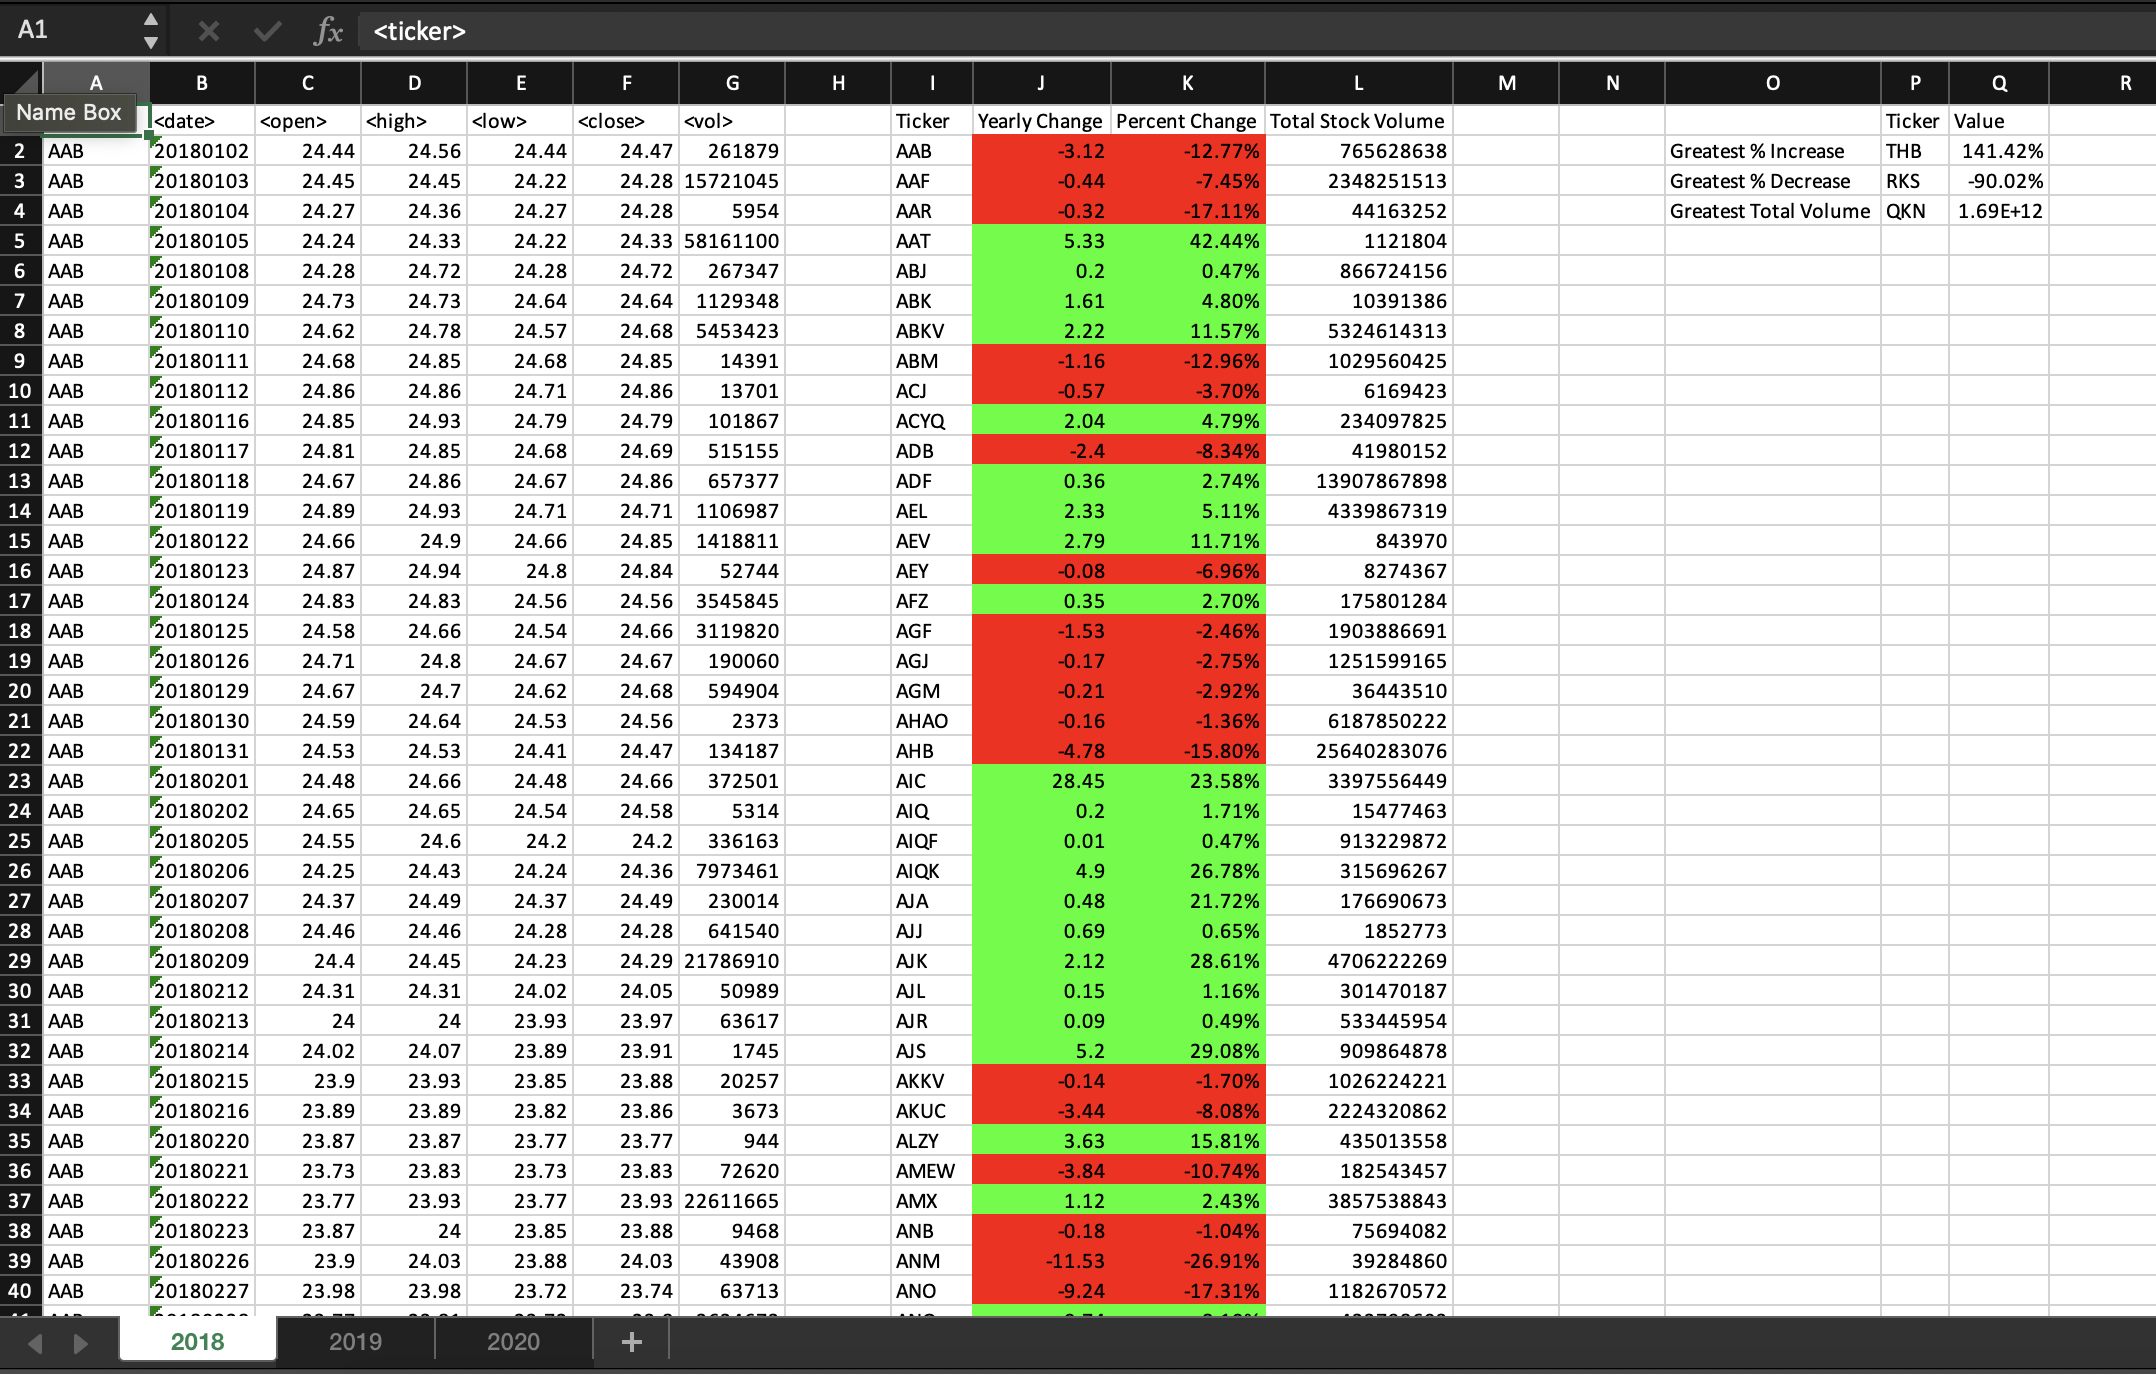 A1 fx <ticker>
A B C D E F G H I J K L M N O P Q R
Name Box <date> <open> <high> <low> <close> <vol> Ticker Yearly Change Percent Change Total Stock Volume Ticker Value
2 AAB 20180102 24.44 24.56 24.44 24.47 261879 AAB -3.12 -12.77% 765628638 Greatest % Increase THB 141.42%
3 AAB 20180103 24.45 24.45 24.22 24.28 15721045 AAF -0.44 -7.45% 2348251513 Greatest % Decrease RKS -90.02%
4 AAB 20180104 24.27 24.36 24.27 24.28 5954 AAR -0.32 -17.11% 44163252 Greatest Total Volume QKN 1.69E+12
5 AAB 20180105 24.24 24.33 24.22 24.33 58161100 AAT 5.33 42.44% 1121804
6 AAB 20180108 24.28 24.72 24.28 24.72 267347 ABJ 0.2 0.47% 866724156
7 AAB 20180109 24.73 24.73 24.64 24.64 1129348 ABK 1.61 4.80% 10391386
8 AAB 20180110 24.62 24.78 24.57 24.68 5453423 ABKV 2.22 11.57% 5324614313
9 AAB 20180111 24.68 24.85 24.68 24.85 14391 ABM -1.16 -12.96% 1029560425
10 AAB 20180112 24.86 24.86 24.71 24.86 13701 ACJ -0.57 -3.70% 6169423
11 AAB 20180116 24.85 24.93 24.79 24.79 101867 ACYQ 2.04 4.79% 234097825
12 AAB 20180117 24.81 24.85 24.68 24.69 515155 ADB -2.4 -8.34% 41980152
13 AAB 20180118 24.67 24.86 24.67 24.86 657377 ADF 0.36 2.74% 13907867898
14 AAB 20180119 24.89 24.93 24.71 24.71 1106987 AEL 2.33 5.11% 4339867319
15 AAB 20180122 24.66 24.9 24.66 24.85 1418811 AEV 2.79 11.71% 843970
16 AAB 20180123 24.87 24.94 24.8 24.84 52744 AEY -0.08 -6.96% 8274367
17 AAB 20180124 24.83 24.83 24.56 24.56 3545845 AFZ 0.35 2.70% 175801284
18 AAB 20180125 24.58 24.66 24.54 24.66 3119820 AGF -1.53 -2.46% 1903886691
19 AAB 20180126 24.71 24.8 24.67 24.67 190060 AGJ -0.17 -2.75% 1251599165
20 AAB 20180129 24.67 24.7 24.62 24.68 594904 AGM -0.21 -2.92% 36443510
21 AAB 20180130 24.59 24.64 24.53 24.56 2373 AHAO -0.16 -1.36% 6187850222
22 AAB 20180131 24.53 24.53 24.41 24.47 134187 AHB -4.78 -15.80% 25640283076
23 AAB 20180201 24.48 24.66 24.48 24.66 372501 AIC 28.45 23.58% 3397556449
24 AAB 20180202 24.65 24.65 24.54 24.58 5314 AIQ 0.2 1.71% 15477463
25 AAB 20180205 24.55 24.6 24.2 24.2 336163 AIQF 0.01 0.47% 913229872
26 AAB 20180206 24.25 24.43 24.24 24.36 7973461 AIQK 4.9 26.78% 315696267
27 AAB 20180207 24.37 24.49 24.37 24.49 230014 AJA 0.48 21.72% 176690673
28 AAB 20180208 24.46 24.46 24.28 24.28 641540 AJJ 0.69 0.65% 1852773
29 AAB 20180209 24.4 24.45 24.23 24.29 21786910 AJK 2.12 28.61% 4706222269
30 AAB 20180212 24.31 24.31 24.02 24.05 50989 AJL 0.15 1.16% 301470187
31 AAB 20180213 24 24 23.93 23.97 63617 AJR 0.09 0.49% 533445954
32 AAB 20180214 24.02 24.07 23.89 23.91 1745 AJS 5.2 29.08% 909864878
33 AAB 20180215 23.9 23.93 23.85 23.88 20257 AKKV -0.14 -1.70% 1026224221
34 AAB 20180216 23.89 23.89 23.82 23.86 3673 AKUC -3.44 -8.08% 2224320862
35 AAB 20180220 23.87 23.87 23.77 23.77 944 ALZY 3.63 15.81% 435013558
36 AAB 20180221 23.73 23.83 23.73 23.83 72620 AMEW -3.84 -10.74% 182543457
37 AAB 20180222 23.77 23.93 23.77 23.93 22611665 AMX 1.12 2.43% 3857538843
38 AAB 20180223 23.87 24 23.85 23.88 9468 ANB -0.18 -1.04% 75694082
39 AAB 20180226 23.9 24.03 23.88 24.03 43908 ANM -11.53 -26.91% 39284860
40 AAB 20180227 23.98 23.98 23.72 23.74 63713 ANO -9.24 -17.31% 1182670572
2018 2019 2020 +